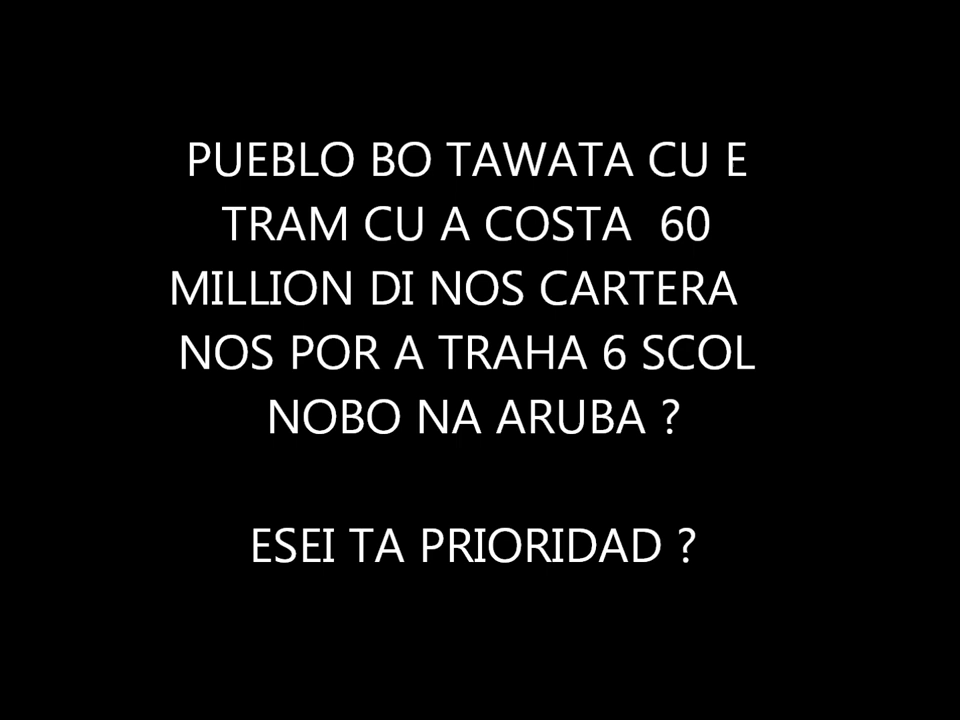 PUEBLO BO TAWATA CU E
TRAM CU A COSTA 60
MILLION DI NOS CARTERA
NOS POR A TRAHA 6 SCOL
NOBO NA ARUBA ?
ESEI TA PRIORIDAD ?